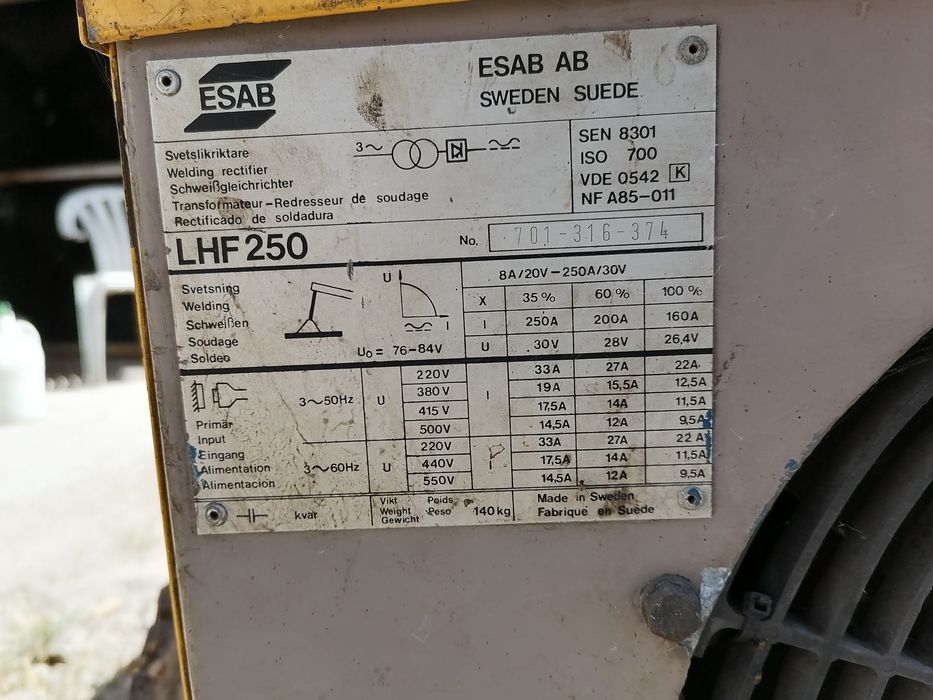 ESAB
ESAB AB
SWEDEN SUEDE
Svetslikriktare
Welding rectifier
Schweißgleichrichter
Transformateur-Redresseur de soudage
Rectificado de soldadura
3~
SEN 8301
ISO 700
VDE 0542 K
NF A85-011
LHF 250
No. 701-316-374
Svetsning
Welding
Schweißen
Soudage
Soldeo
U
I
U₀ = 76-84V
8A/20V-250A/30V
X 35% 60% 100%
I 250A 200A 160A
U 30V 28V 26,4V
Primär
Input
Eingang
Alimentation
Alimentación
3~50Hz U I
220V 33A 27A 22A
380V 19A 15,5A 12,5A
415V 17,5A 14A 11,5A
500V 14,5A 12A 9,5A
3~60Hz U
220V 33A 27A 22A
440V 17,5A 14A 11,5A
550V 14,5A 12A 9,5A
kvar
Vikt Poids
Weight Peso 140kg
Gewicht
Made in Sweden
Fabriqué en Suède